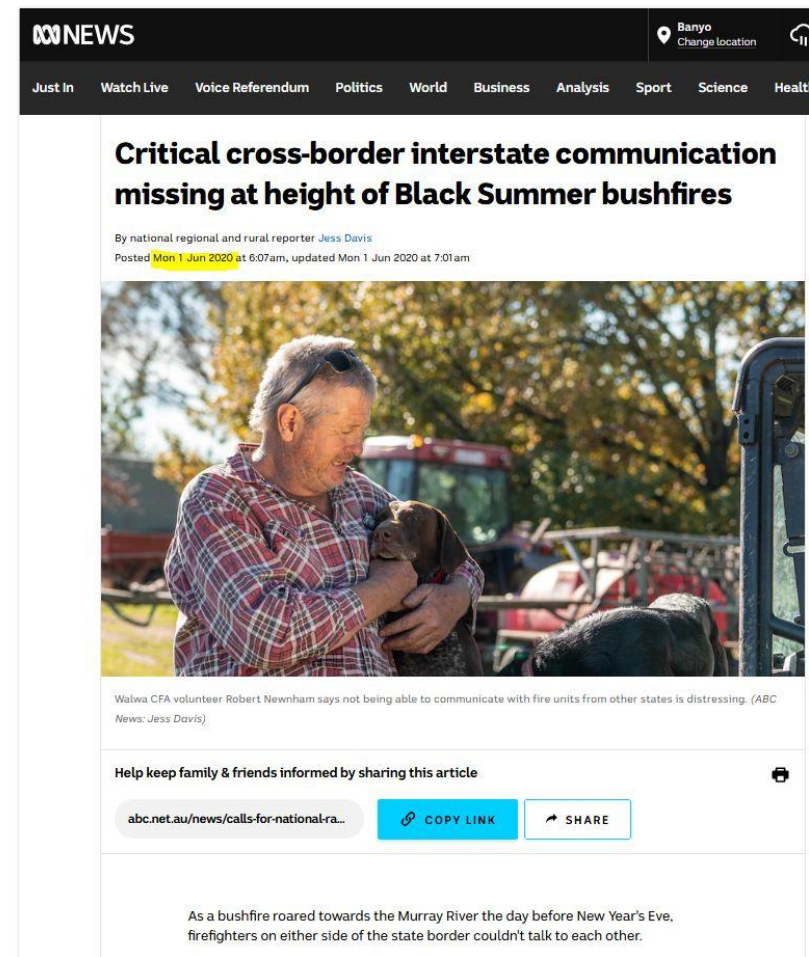 NEWS
Banyo
Change location
Just In Watch Live Voice Referendum Politics World Business Analysis Sport Science Healt
Critical cross-border interstate communication
missing at height of Black Summer bushfires
By national regional and rural reporter Jess Davis
Posted Mon 1 Jun 2020 at 6:07am, updated Mon 1 Jun 2020 at 7:01am
Walwa CFA volunteer Robert Newnham says not being able to communicate with fire units from other states is distressing. (ABC
News: Jess Davis)
Help keep family & friends informed by sharing this article
abc.net.au/news/calls-for-national-ra...
COPY LINK
SHARE
As a bushfire roared towards the Murray River the day before New Year's Eve,
firefighters on either side of the state border couldn't talk to each other.